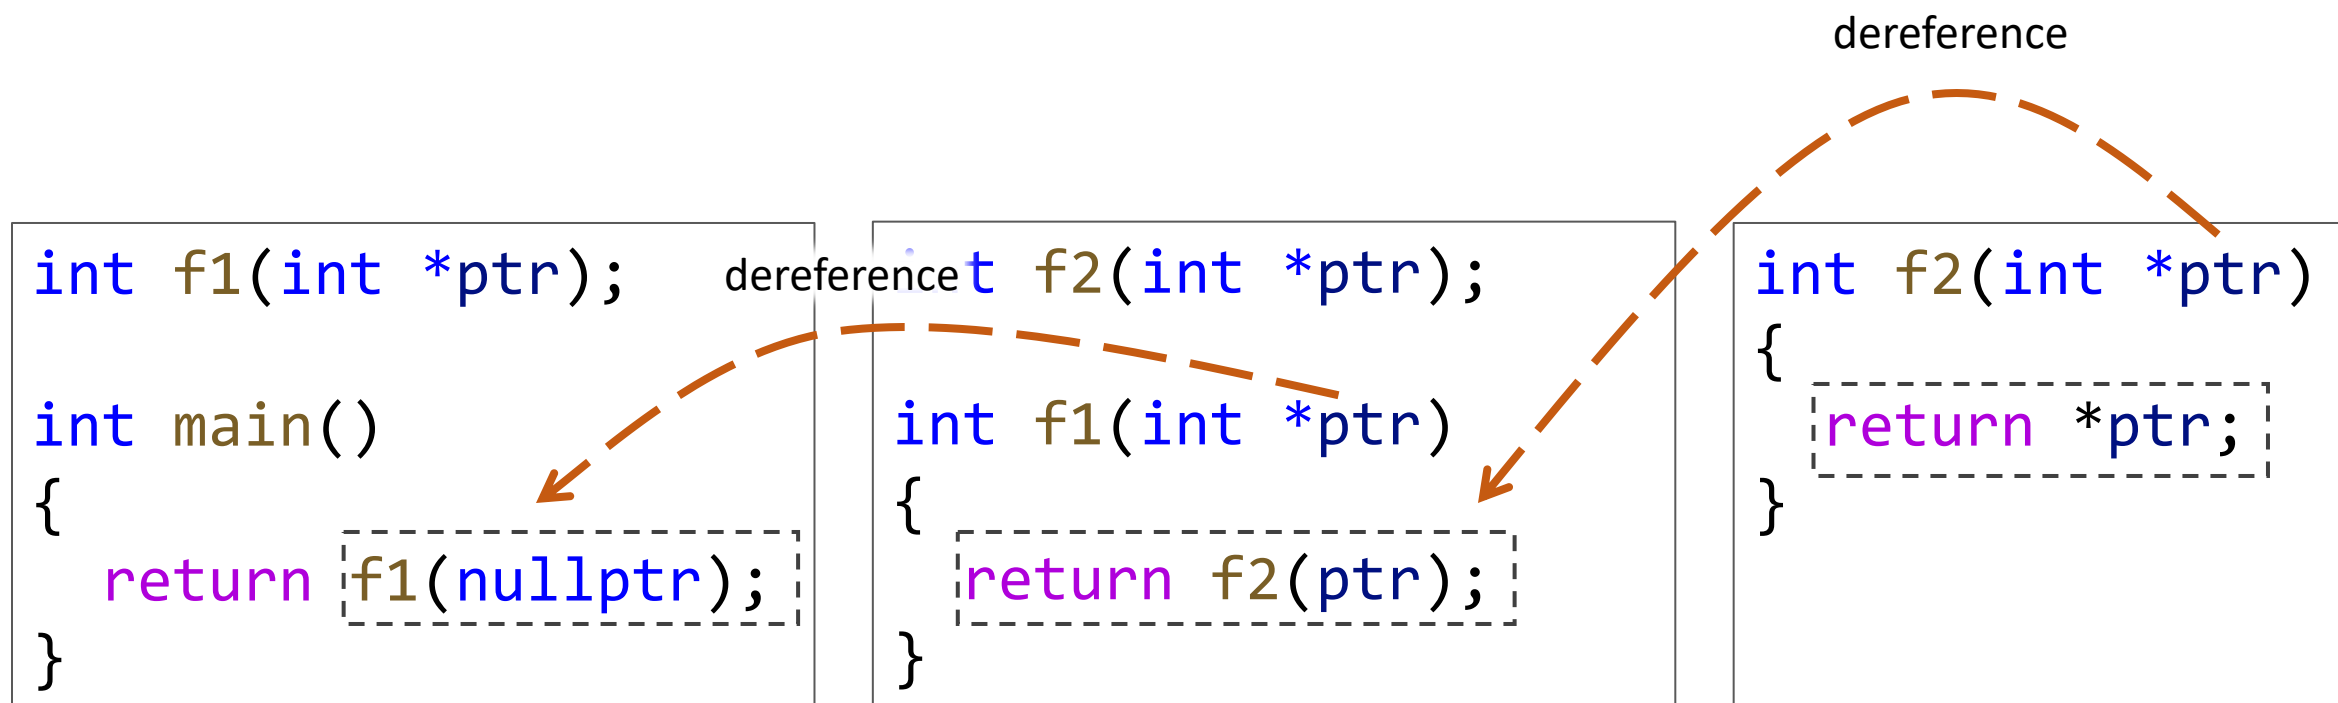 dereference
int f1(int *ptr);
int main()
{
return f1(nullptr);
}
dereference
t f2(int *ptr);
int f1(int *ptr)
{
return f2(ptr);
}
int f2(int *ptr)
{
return *ptr;
}